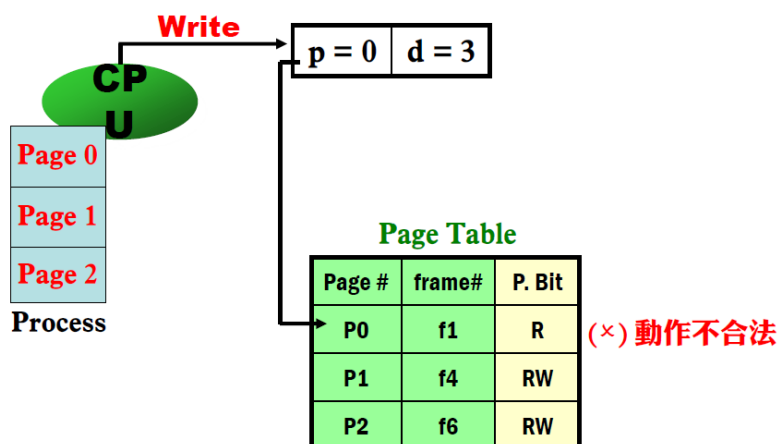 Write
p = 0 d = 3
CP
U
Page 0
Page 1
Page 2
Process
Page Table
Page # frame# P. Bit
P0 f1 R (×) 動作不合法
P1 f4 RW
P2 f6 RW